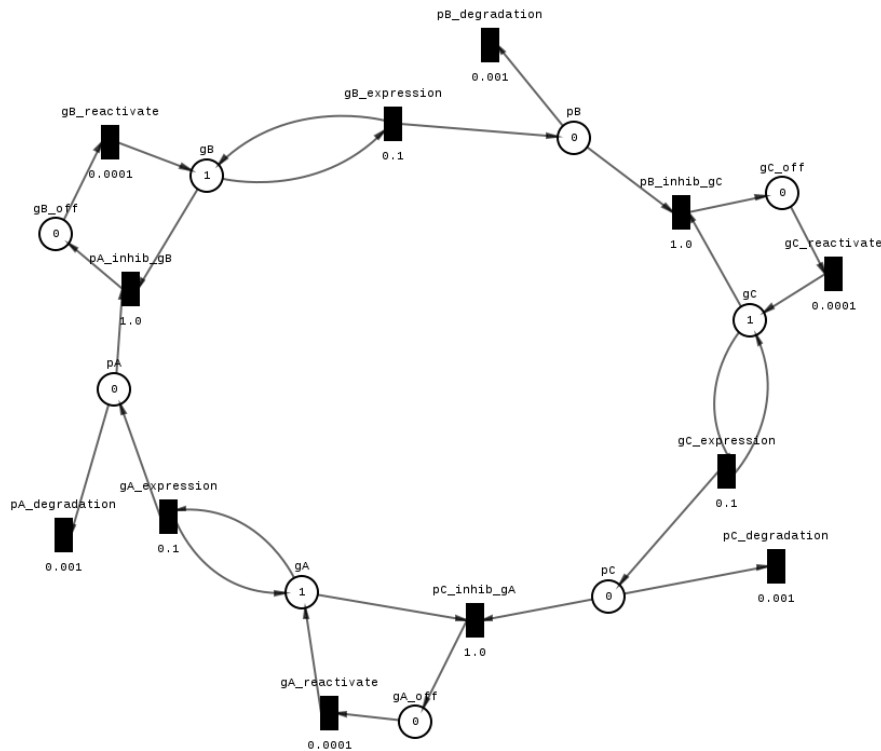 pB_degradation
0.001
gB_expression
0.1
gB_reactivate
0.0001
pB
0
gB
1
gC_off
0
pB_inhib_gC
1.0
gB_off
0
gC_reactivate
0.0001
pA_inhib_gB
1.0
gC
1
pA
0
gC_expression
0.1
gA_expression
0.1
pA_degradation
0.001
pC_degradation
0.001
gA
1
pC
0
pC_inhib_gA
1.0
gA_reactivate
0.0001
gA_off
0